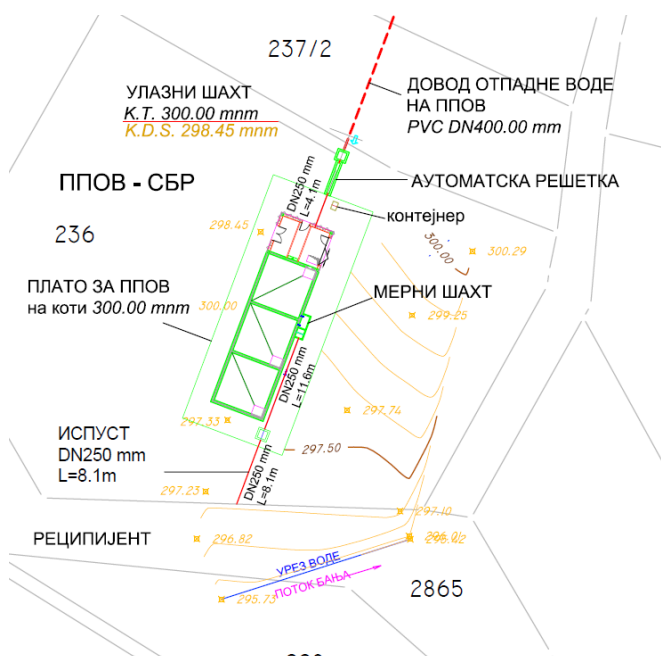 237/2
УЛАЗНИ ШАХТ
К.Т. 300.00 mnm
K.D.S. 298.45 mnm
ДОВОД ОТПАДНЕ ВОДЕ
НА ППОВ
PVC DN400.00 mm
ППОВ - СБР
DN250 mm
L=4.1m
АУТОМАТСКА РЕШЕТКА
контејнер
236
298.45
300.00
300.29
ПЛАТО ЗА ППОВ
на коти 300.00 mnm
300.00
МЕРНИ ШАХТ
299.25
DN250 mm
L=11.6m
297.74
297.33
ИСПУСТ
DN250 mm
L=8.1m
297.50
DN250 mm
L=8.1m
297.23
297.10
РЕЦИПИЈЕНТ
296.82
УРЕЗ ВОДЕ
ПОТОК БАЊА
2865
295.73